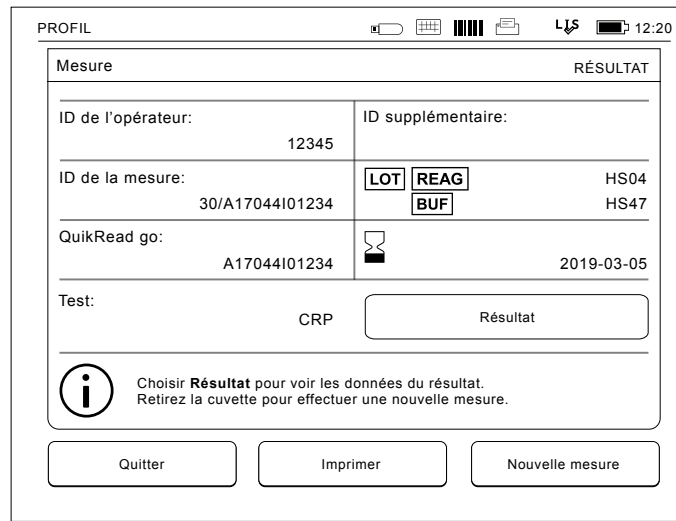 PROFIL LIS 12:20
Mesure RÉSULTAT
ID de l'opérateur: ID supplémentaire:
12345
ID de la mesure: LOT REAG HS04
30/A17044I01234 BUF HS47
QuikRead go:
A17044I01234 2019-03-05
Test:
CRP Résultat
Choisir Résultat pour voir les données du résultat.
Retirez la cuvette pour effectuer une nouvelle mesure.
Quitter Imprimer Nouvelle mesure